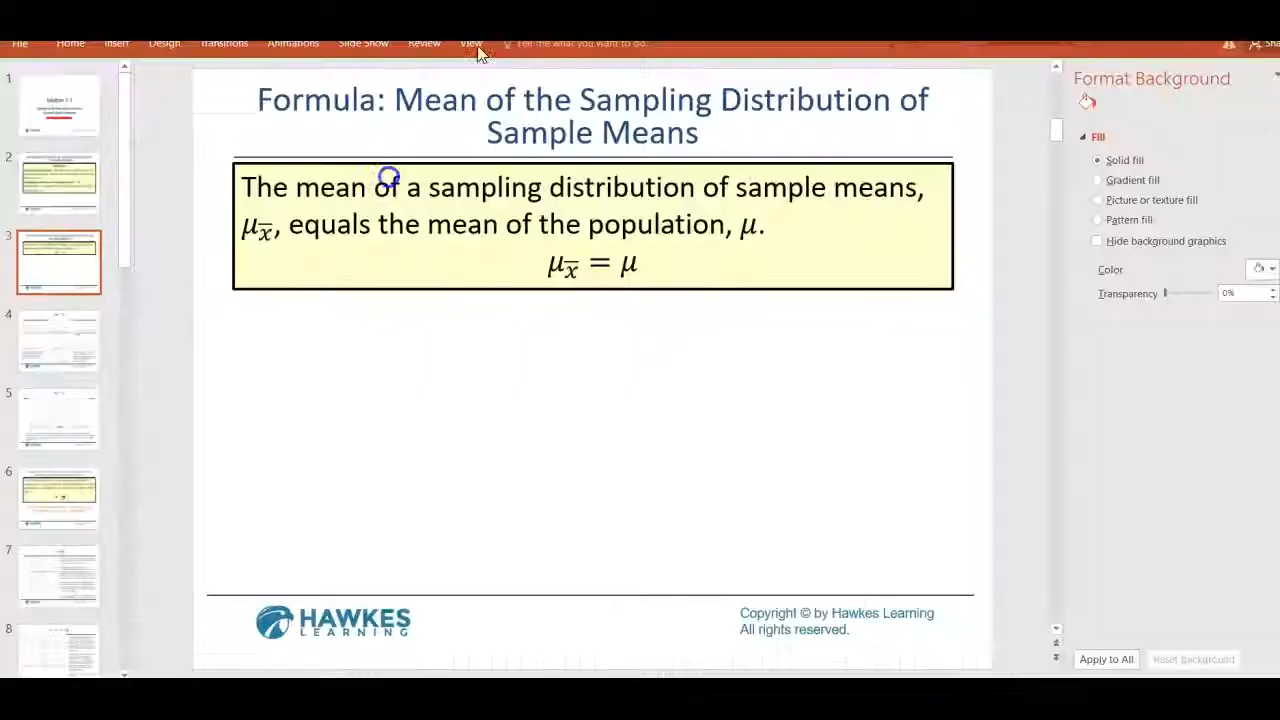 File Home Insert Design Transitions Animations Slide Show Review View Tell me what you want to do.
Formula: Mean of the Sampling Distribution of
Sample Means
The mean of a sampling distribution of sample means,
μx̅, equals the mean of the population, μ.
μx̅ = μ
HAWKES
LEARNING
Copyright © by Hawkes Learning
All rights reserved.
1
2
3
4
5
6
7
8
Format Background
Fill
Solid fill
Gradient fill
Picture or texture fill
Pattern fill
Hide background graphics
Color
Transparency 0%
Apply to All Reset Background